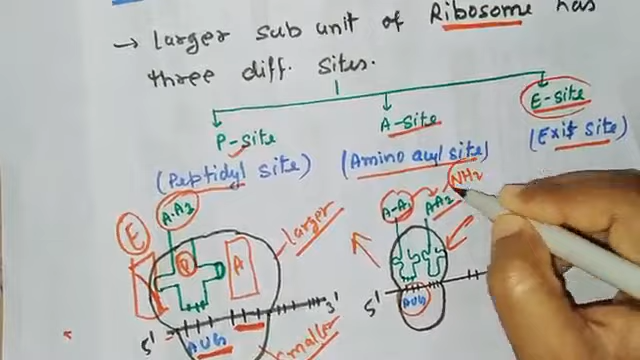 → Larger sub unit of Ribosome has
three diff. sites.
P-site
A-site
E-site
(Peptidyl site)
(Amino acyl site)
(Exit site)
NH2
A.A2
A-A1
A.A2
E
Larger
P
A
5'
AUG
3'
Smaller
5'
AUG